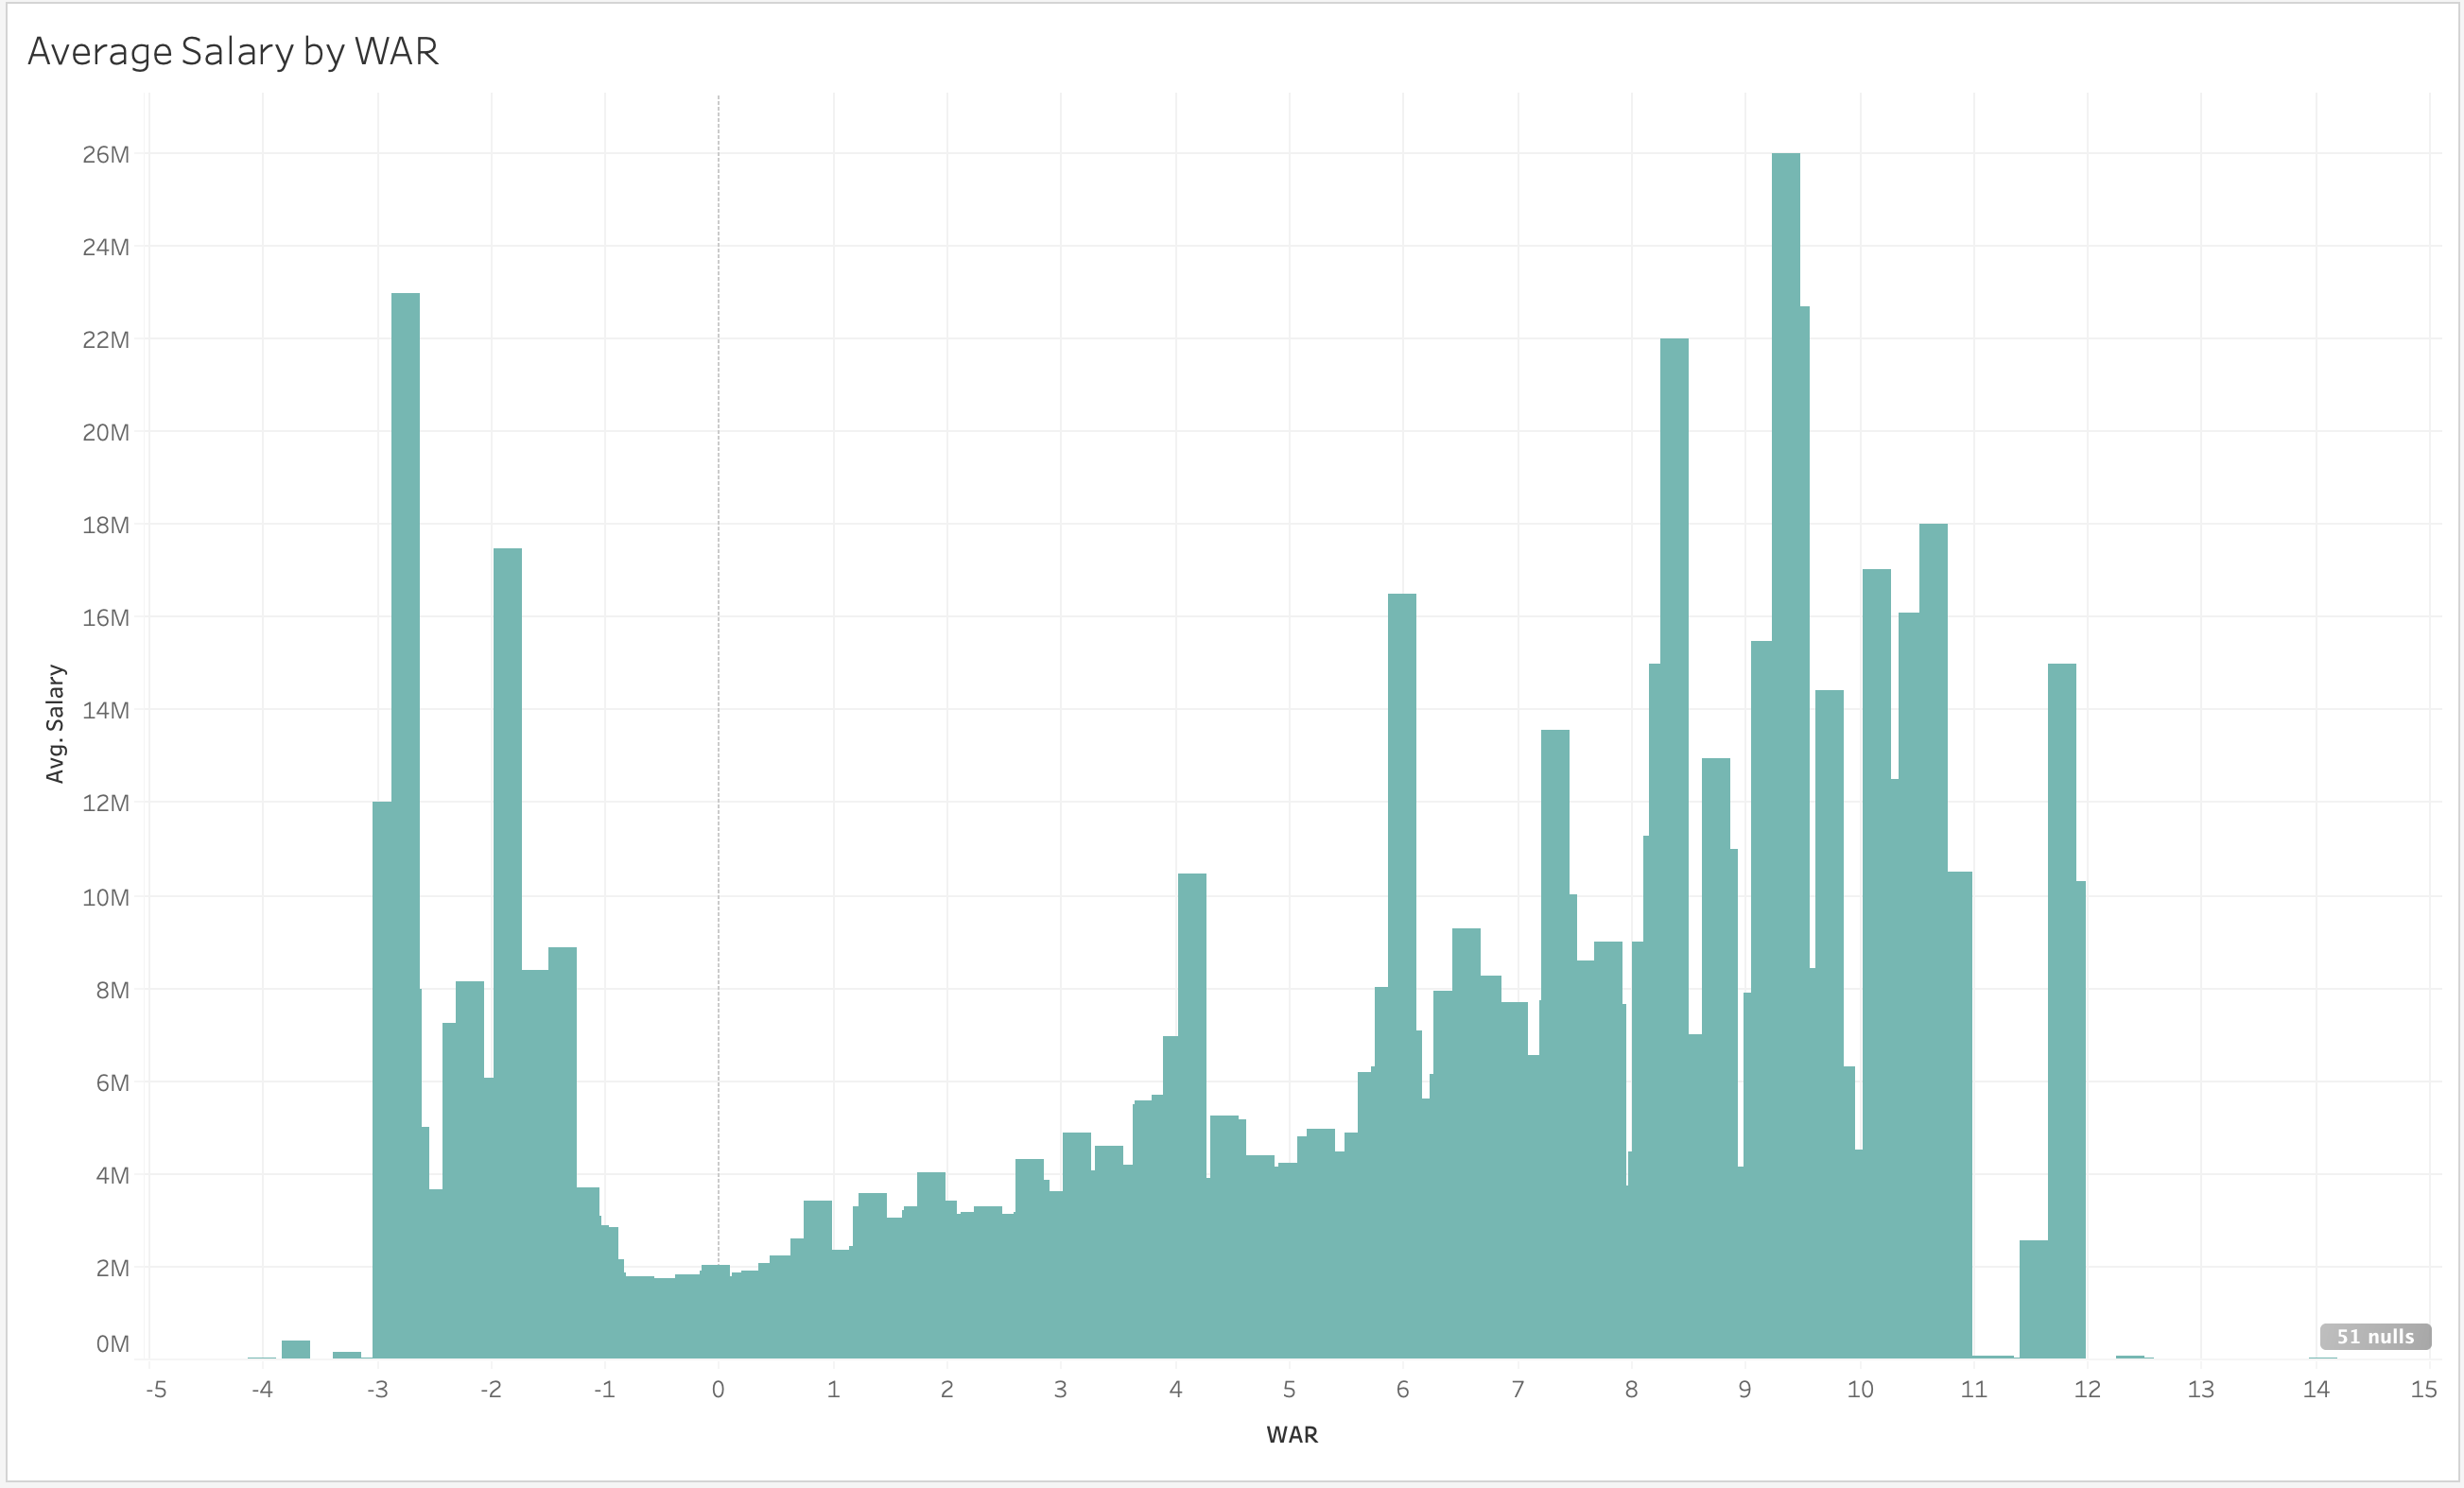 Average Salary by WAR
26M
24M
22M
20M
18M
16M
14M
12M
10M
8M
6M
4M
2M
0M
Avg. Salary
51 nulls
-5 -4 -3 -2 -1 0 1 2 3 4 5 6 7 8 9 10 11 12 13 14 15
WAR